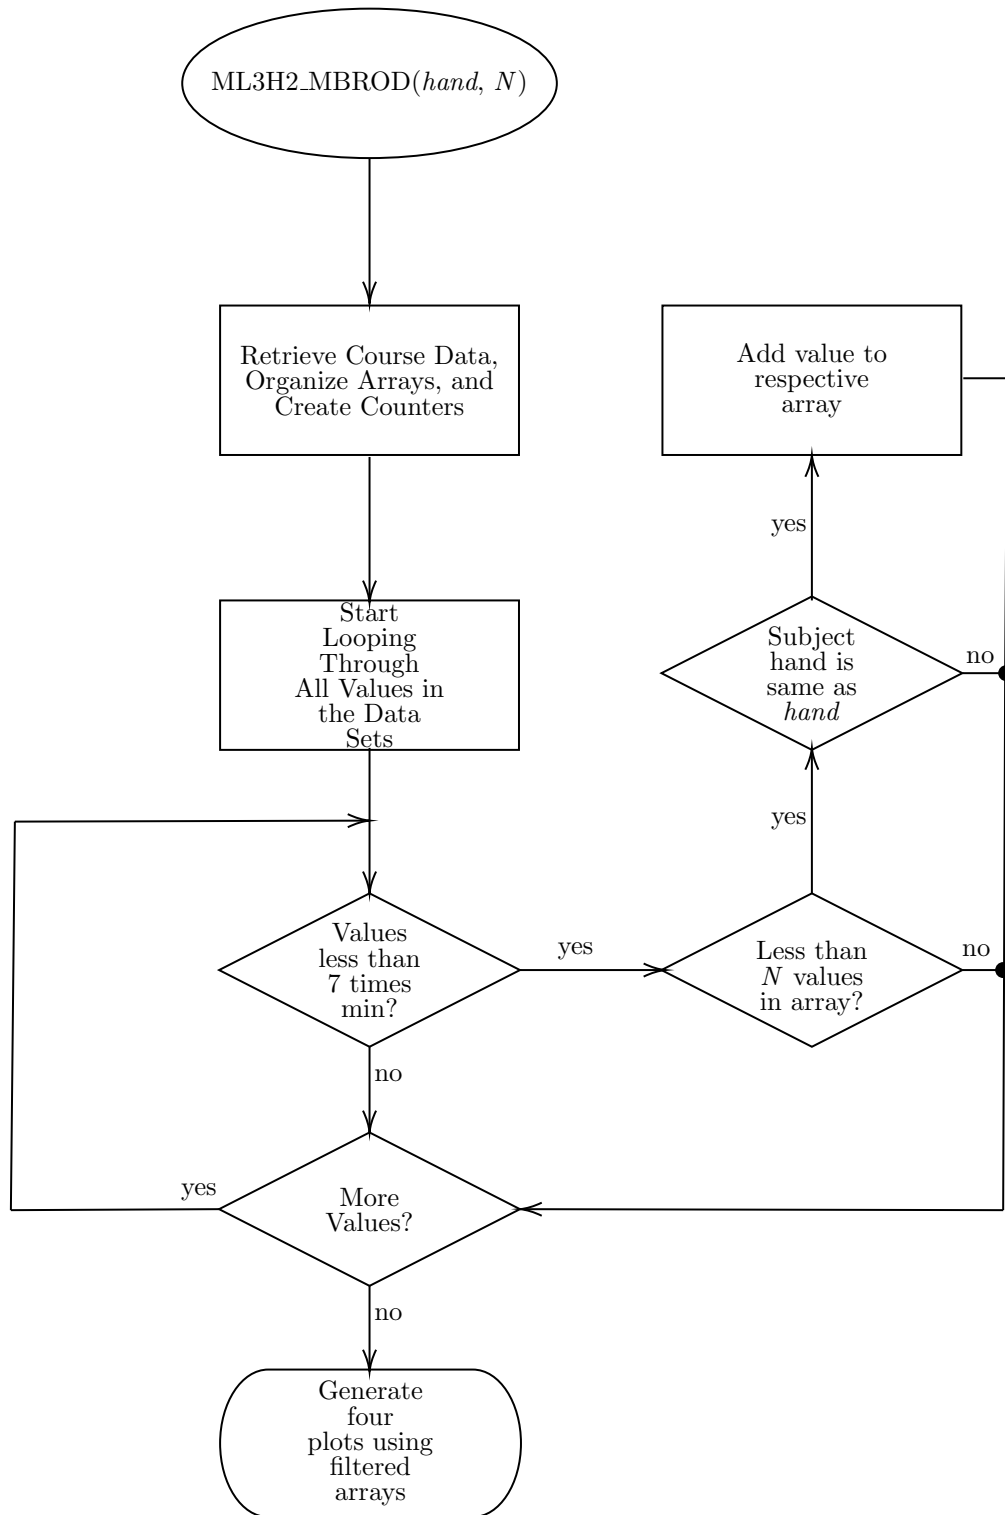 ML3H2_MBROD(hand, N)
Retrieve Course Data,
Organize Arrays, and
Create Counters
Add value to
respective
array
yes
Start
Looping
Through
All Values in
the Data
Sets
Subject
hand is
same as
hand
no
yes
Values
less than
7 times
min?
yes
Less than
N values
in array?
no
no
More
Values?
yes
no
Generate
four
plots using
filtered
arrays